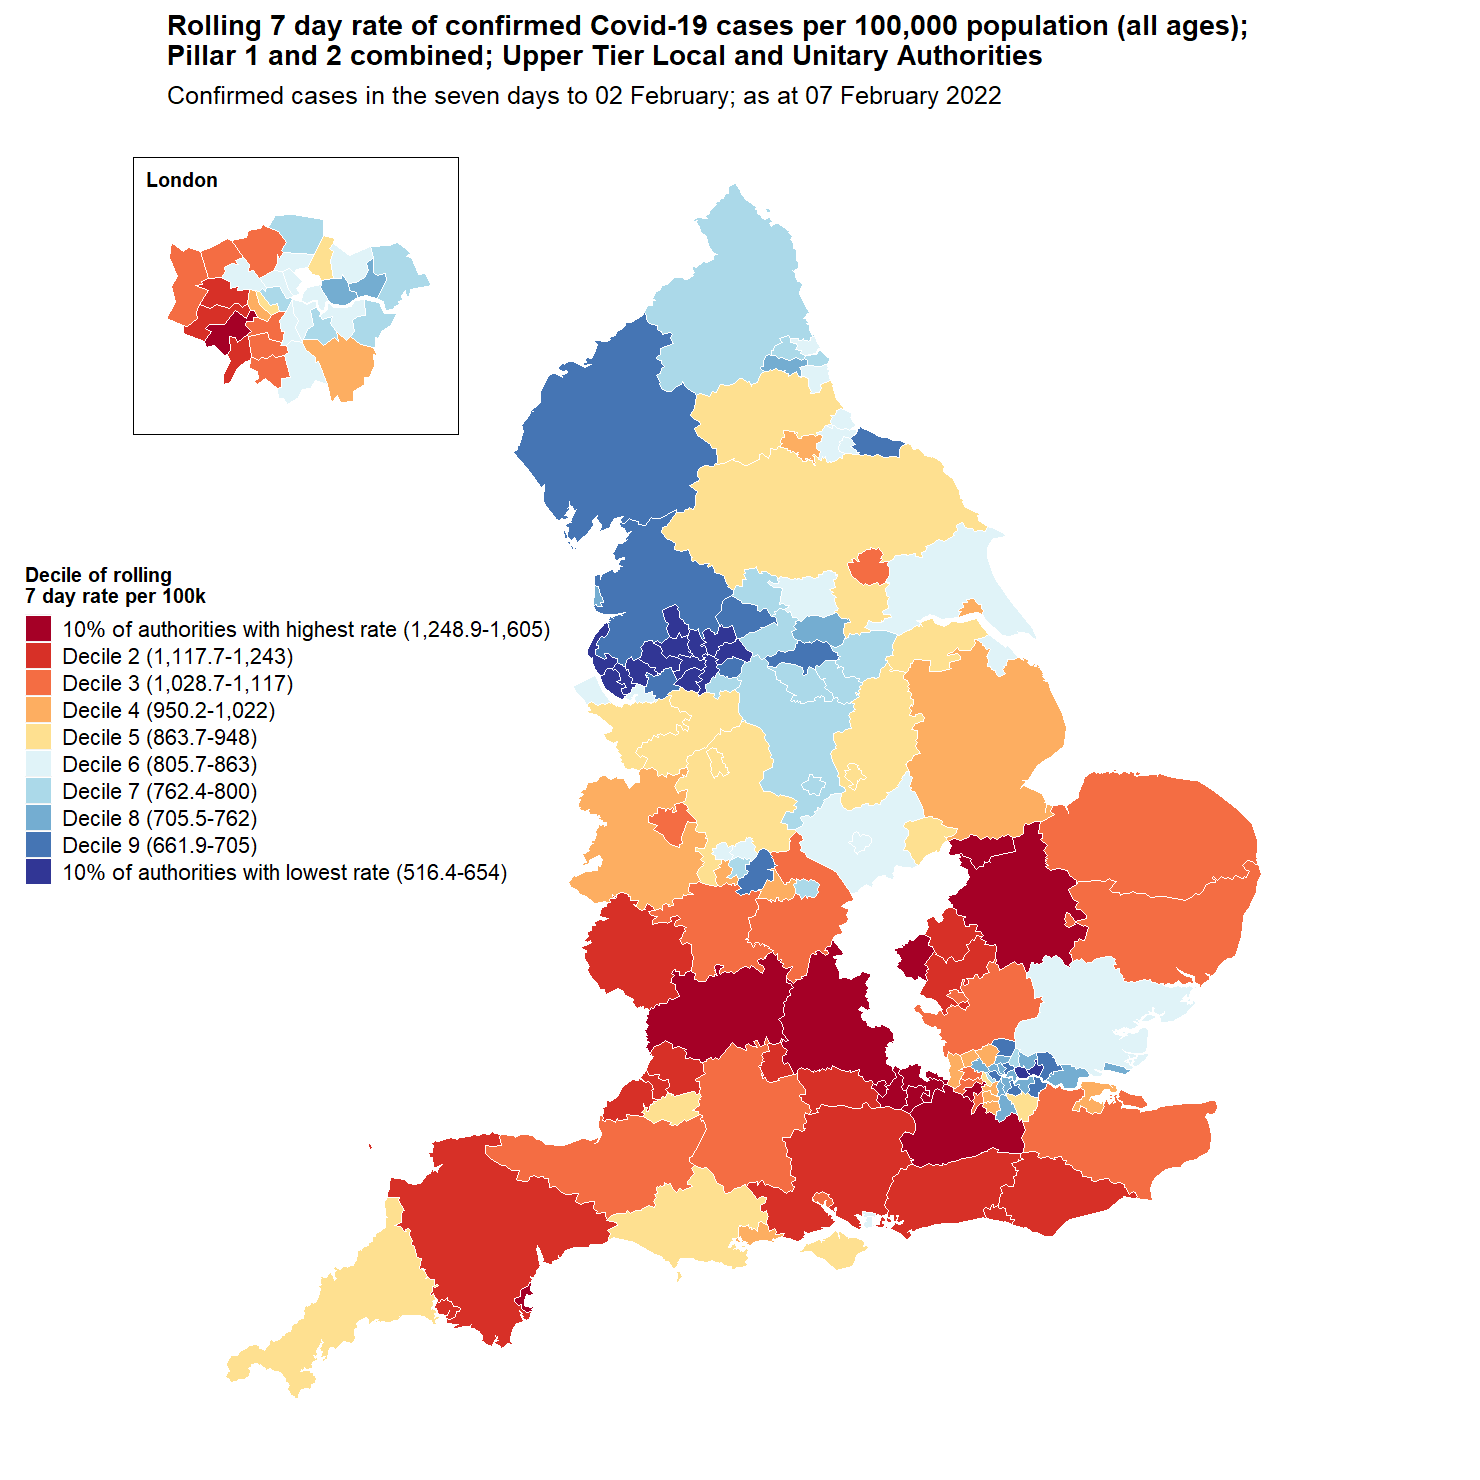 Rolling 7 day rate of confirmed Covid-19 cases per 100,000 population (all ages);
Pillar 1 and 2 combined; Upper Tier Local and Unitary Authorities
Confirmed cases in the seven days to 02 February; as at 07 February 2022
London
Decile of rolling
7 day rate per 100k
10% of authorities with highest rate (1,248.9-1,605)
Decile 2 (1,117.7-1,243)
Decile 3 (1,028.7-1,117)
Decile 4 (950.2-1,022)
Decile 5 (863.7-948)
Decile 6 (805.7-863)
Decile 7 (762.4-800)
Decile 8 (705.5-762)
Decile 9 (661.9-705)
10% of authorities with lowest rate (516.4-654)